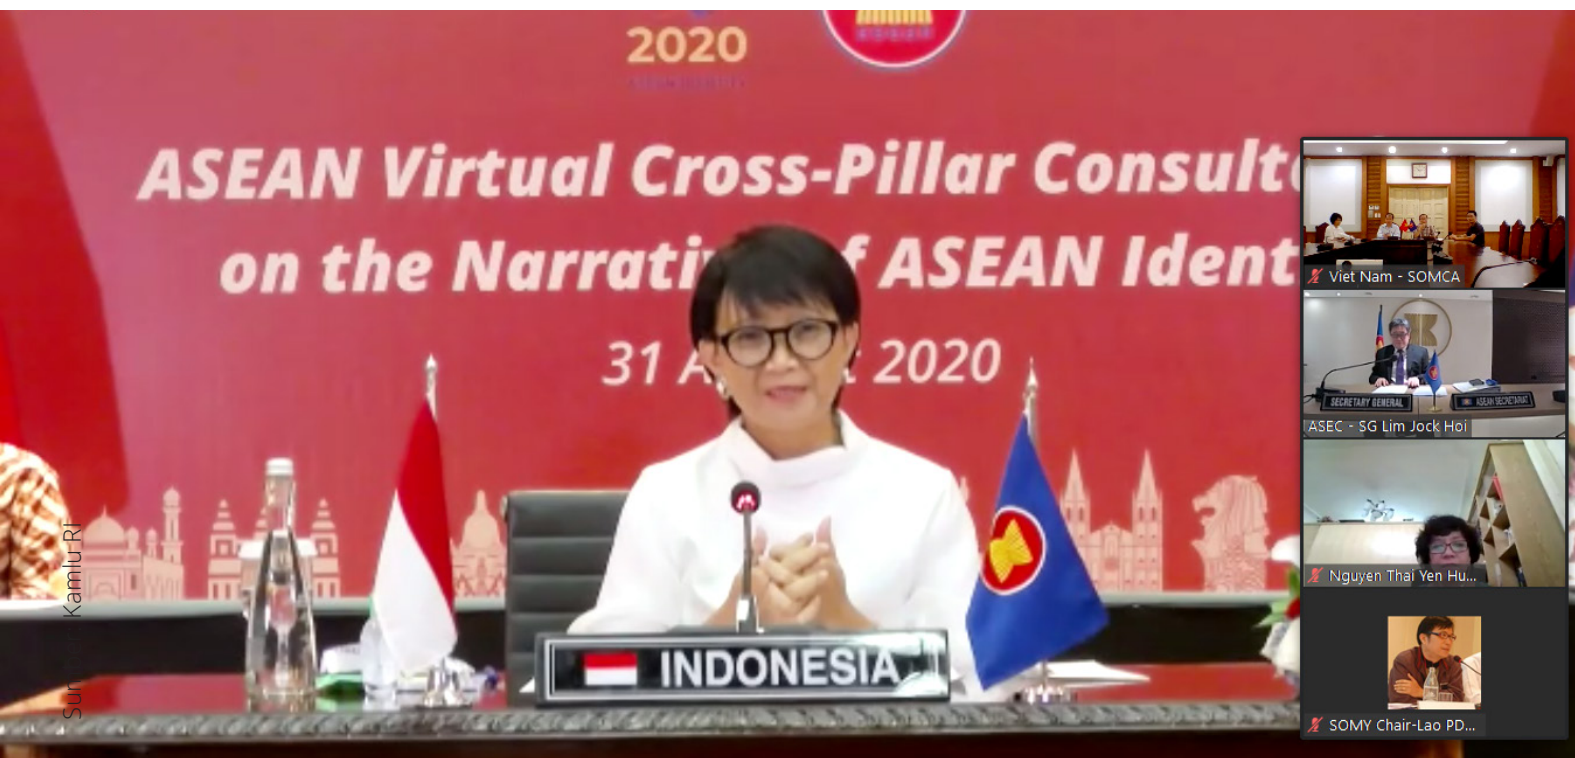 2020
ASEAN Virtual Cross-Pillar Consult
on the Narrati f ASEAN Ident
31 A 2020
INDONESIA
Kamlu RI
Viet Nam - SOMCA
SECRETARY GENERAL
ASEAN SECRETARIAT
ASEC - SG Lim Jock Hoi
Nguyen Thai Yen Hu...
SOMY Chair-Lao PD...